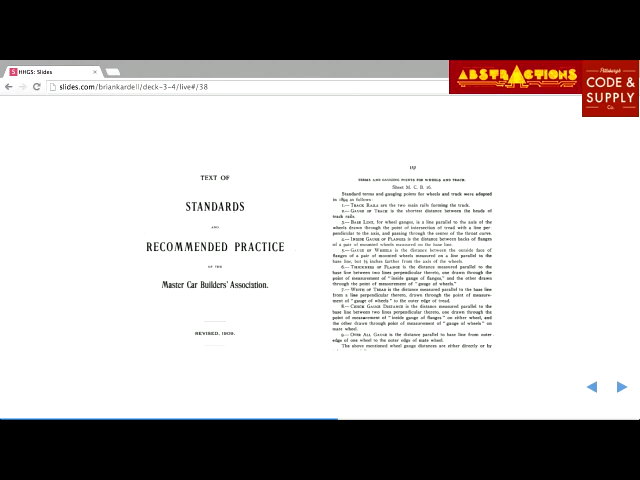 HHGS: Slides
slides.com/briankardell/deck-3-4/live#/38
ABSTRACTIONS
Pittsburgh
CODE &
SUPPLY
Co.
TEXT OF
STANDARDS
AND
RECOMMENDED PRACTICE
OF THE
Master Car Builders' Association.
REVISED, 1909.
TERMS AND GAUGING POINTS FOR WHEELS AND TRACK.
Sheet M. C. B. 16.
Standard terms and gauging points for wheels and track were adopted
in 1894 as follows:
1.—TRACK RAILS are the two main rails forming the track.
2.—GAUGE OF TRACK is the shortest distance between the heads of
track rails.
3.—BASE LINE, for wheel gauges, is a line parallel to the axis of the
wheels drawn through the point of intersection of tread with a line per-
pendicular to the axis, and passing through the center of the throat curve.
4.—INSIDE GAUGE OF FLANGES is the distance between backs of flanges
of a pair of mounted wheels measured on the base line.
5.—GAUGE OF WHEELS is the distance between the outside face of
flanges of a pair of mounted wheels measured on a line parallel to the
base line, but farther from the axis of the wheels.
6.—THICKNESS OF FLANGE is the distance measured parallel to the
base line between two lines perpendicular thereto, one drawn through the
point of measurement of "inside gauge of flanges," and the other drawn
through the point of measurement of "gauge of wheels."
7.—WIDTH OF TREAD is the distance measured parallel to the base
line from a line perpendicular thereto, drawn through the point of measure-
ment of "gauge of wheels" to the outer edge of tread.
8.—CHECK GAUGE DISTANCE is the distance measured parallel to the
base line between two lines perpendicular thereto, one drawn through the
point of measurement of "inside gauge of flanges" on either wheel, and
the other drawn through the point of measurement of "gauge of wheels" on
mate wheel.
9.—OVER ALL GAUGE is the distance parallel to base line from outer
edge of one wheel to the outer edge of mate wheel.
The above mentioned wheel gauge distances are either directly or by